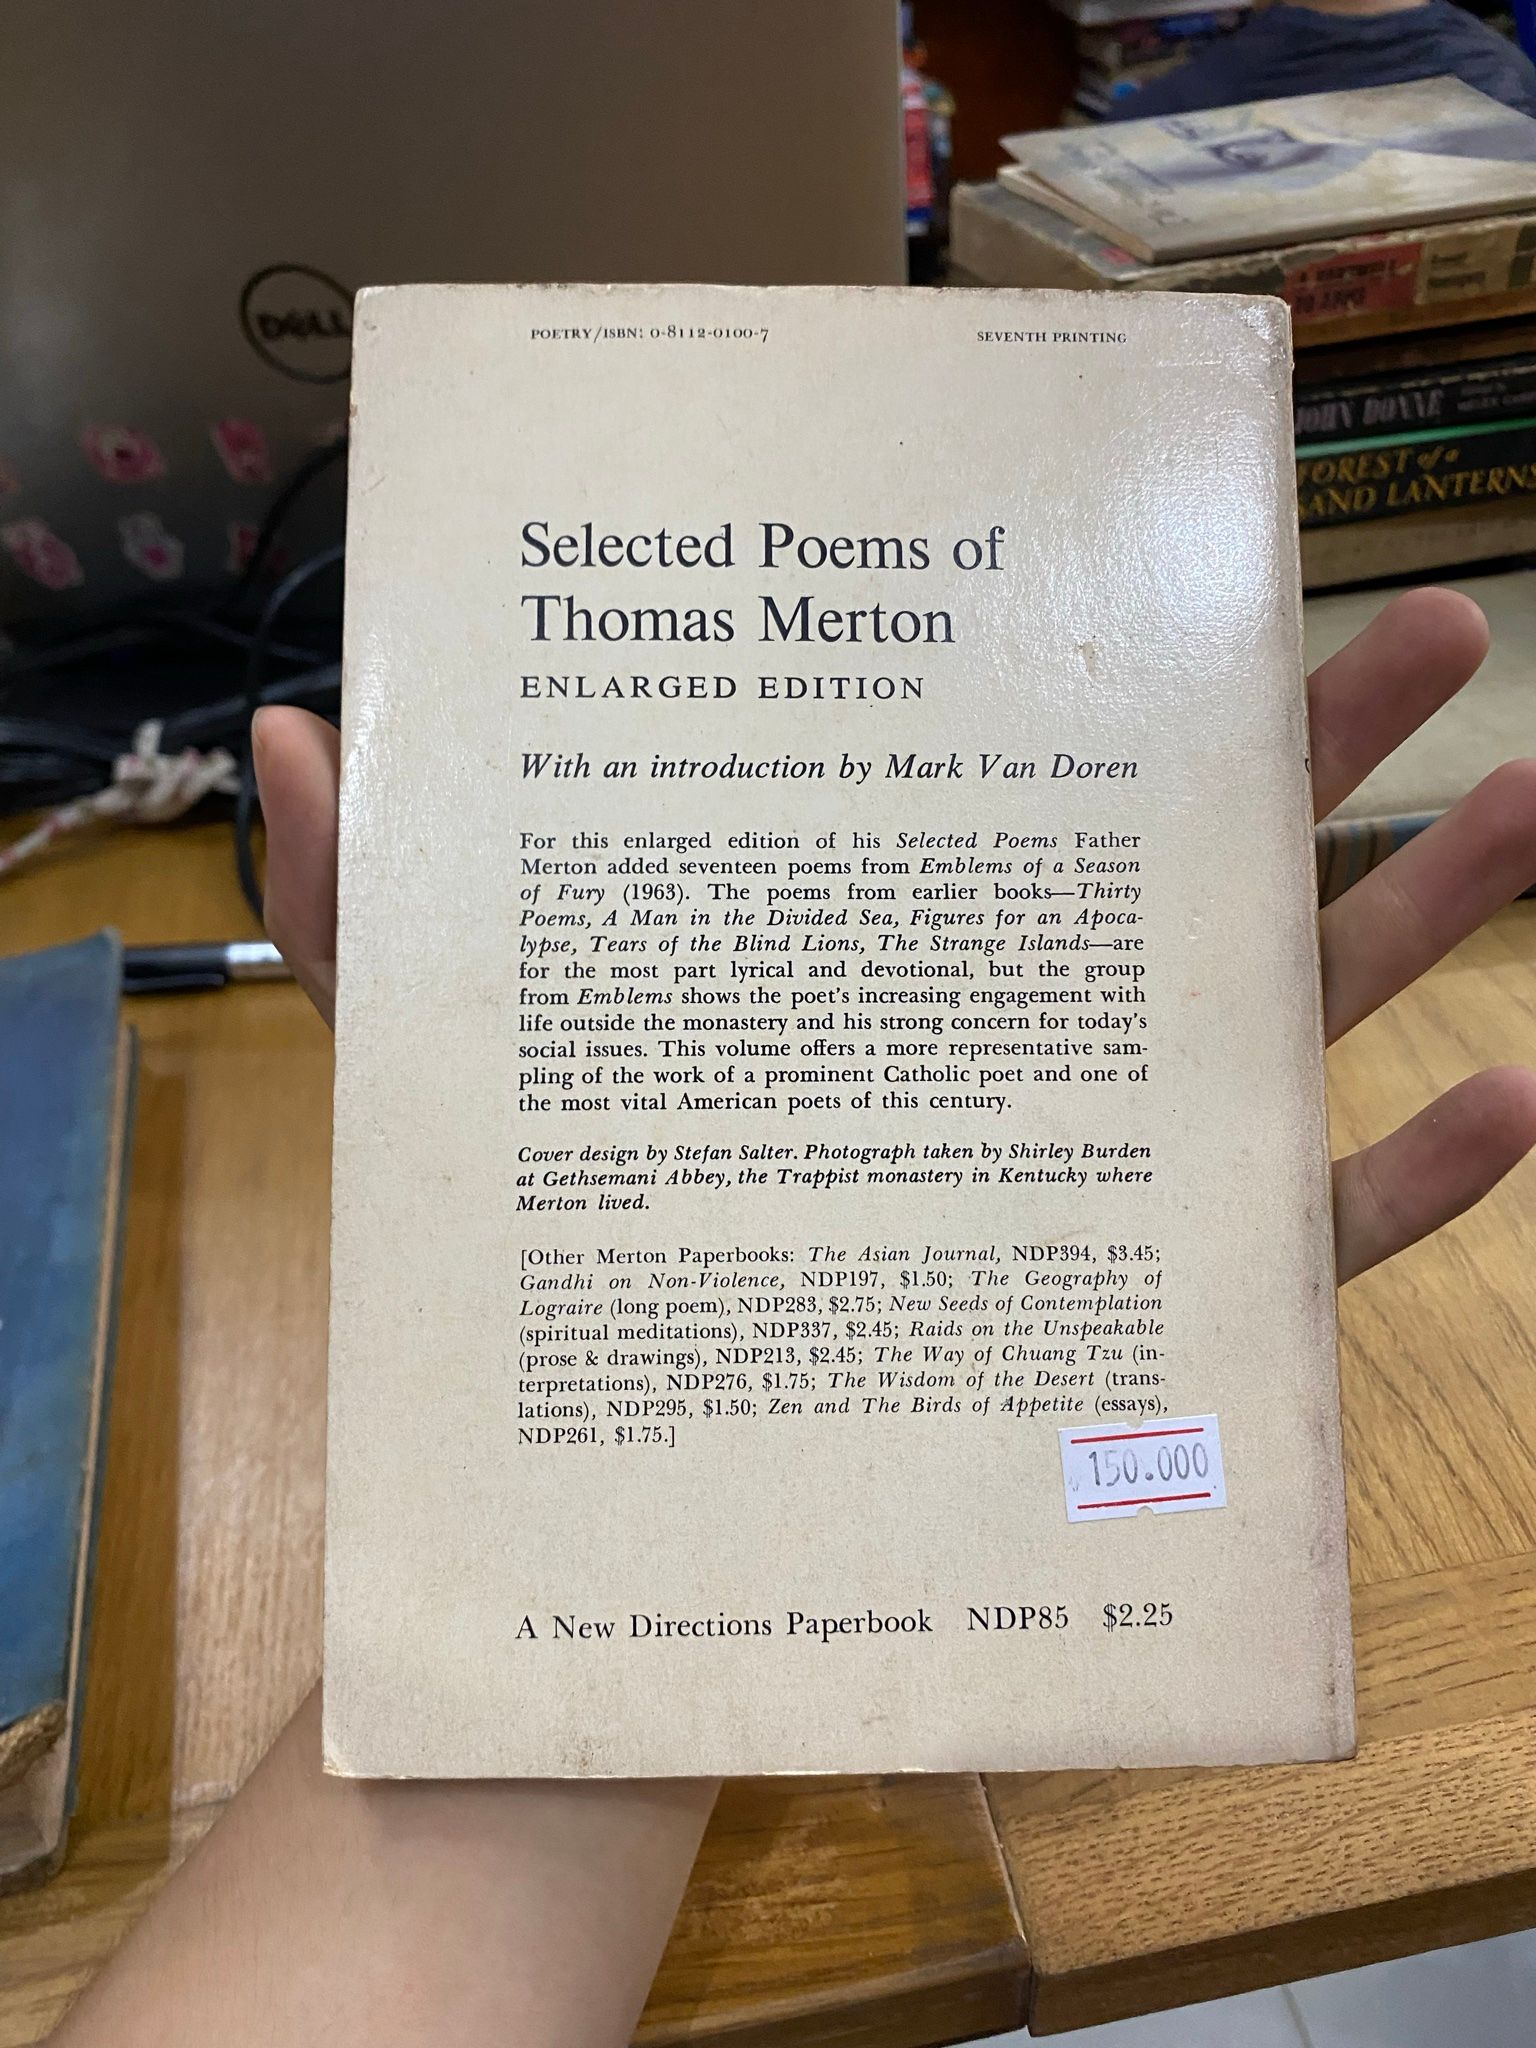 DELL
POETRY/ISBN: 0-8112-0100-7
SEVENTH PRINTING
JOHN DONNE
FOREST of a
SAND LANTERNS
Selected Poems of
Thomas Merton
ENLARGED EDITION
With an introduction by Mark Van Doren
For this enlarged edition of his Selected Poems Father
Merton added seventeen poems from Emblems of a Season
of Fury (1963). The poems from earlier books—Thirty
Poems, A Man in the Divided Sea, Figures for an Apoca-
lypse, Tears of the Blind Lions, The Strange Islands—are
for the most part lyrical and devotional, but the group
from Emblems shows the poet's increasing engagement with
life outside the monastery and his strong concern for today's
social issues. This volume offers a more representative sam-
pling of the work of a prominent Catholic poet and one of
the most vital American poets of this century.
Cover design by Stefan Salter. Photograph taken by Shirley Burden
at Gethsemani Abbey, the Trappist monastery in Kentucky where
Merton lived.
[Other Merton Paperbooks: The Asian Journal, NDP394, $3.45;
Gandhi on Non-Violence, NDP197, $1.50; The Geography of
Lograire (long poem), NDP283, $2.75; New Seeds of Contemplation
(spiritual meditations), NDP337, $2.45; Raids on the Unspeakable
(prose & drawings), NDP213, $2.45; The Way of Chuang Tzu (in-
terpretations), NDP276, $1.75; The Wisdom of the Desert (trans-
lations), NDP295, $1.50; Zen and The Birds of Appetite (essays),
NDP261, $1.75.]
150.000
A New Directions Paperbook NDP85 $2.25